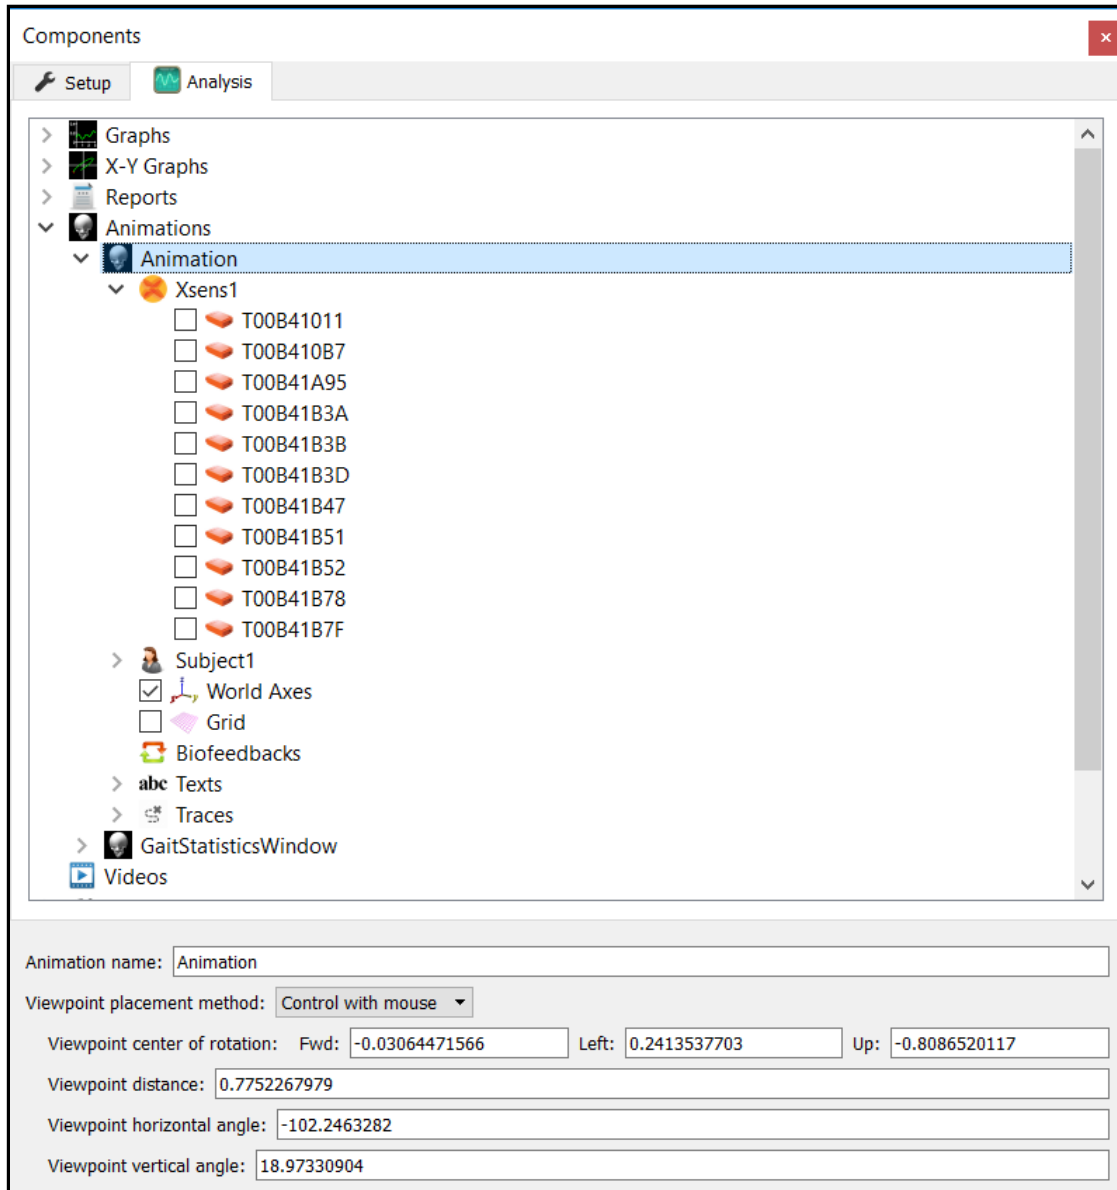 Components
Setup Analysis
Graphs
X-Y Graphs
Reports
Animations
Animation
Xsens1
T00B41011
T00B410B7
T00B41A95
T00B41B3A
T00B41B3B
T00B41B3D
T00B41B47
T00B41B51
T00B41B52
T00B41B78
T00B41B7F
Subject1
World Axes
Grid
Biofeedbacks
abc Texts
Traces
GaitStatisticsWindow
Videos
Animation name: Animation
Viewpoint placement method: Control with mouse
Viewpoint center of rotation: Fwd: -0.03064471566 Left: 0.2413537703 Up: -0.8086520117
Viewpoint distance: 0.7752267979
Viewpoint horizontal angle: -102.2463282
Viewpoint vertical angle: 18.97330904